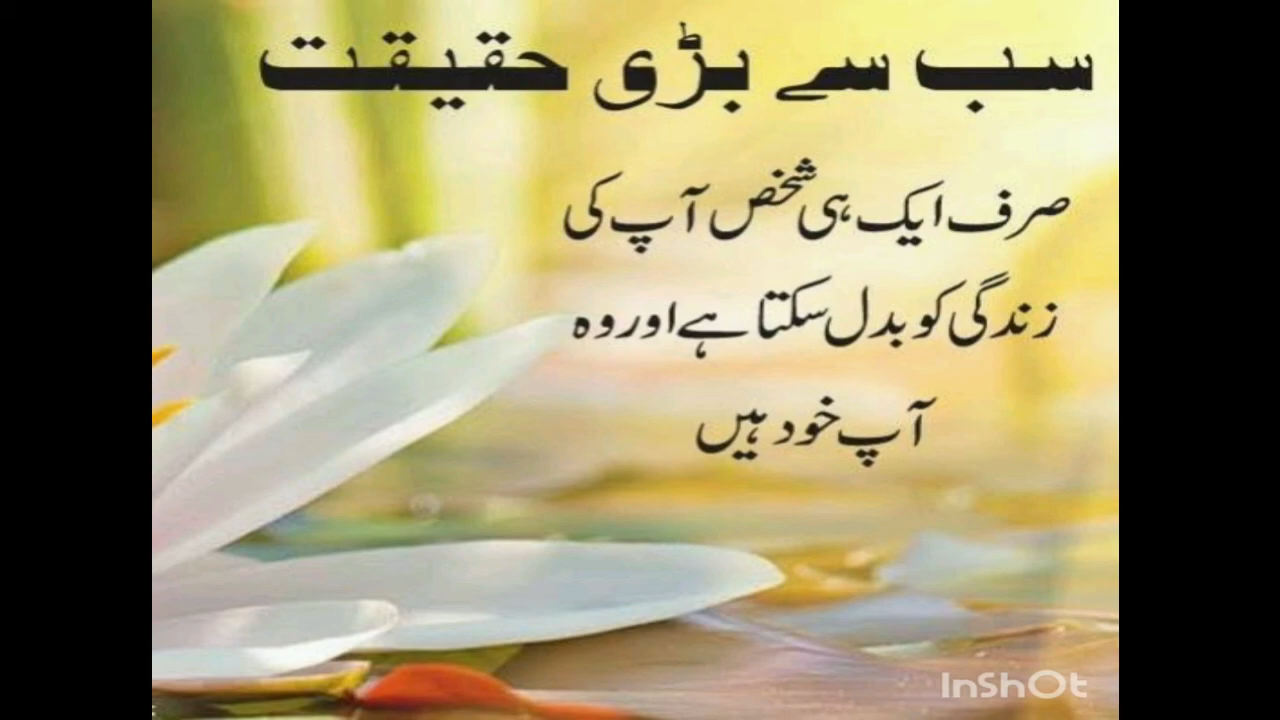 سب سے بڑی حقیقت
صرف ایک ہی شخص آپ کی
زندگی کو بدل سکتا ہے اور وہ
آپ خود ہیں
InShOt